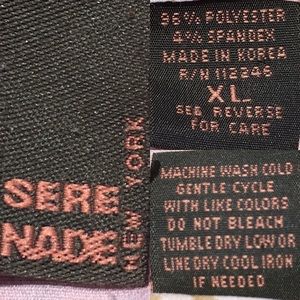 SERE
NADE
NEW YORK
96% POLYESTER
4% SPANDEX
MADE IN KOREA
R/N 112246
XL
SEE REVERSE
FOR CARE
MACHINE WASH COLD
GENTLE CYCLE
WITH LIKE COLORS
DO NOT BLEACH
TUMBLE DRY LOW OR
LINE DRY COOL IRON
IF NEEDED